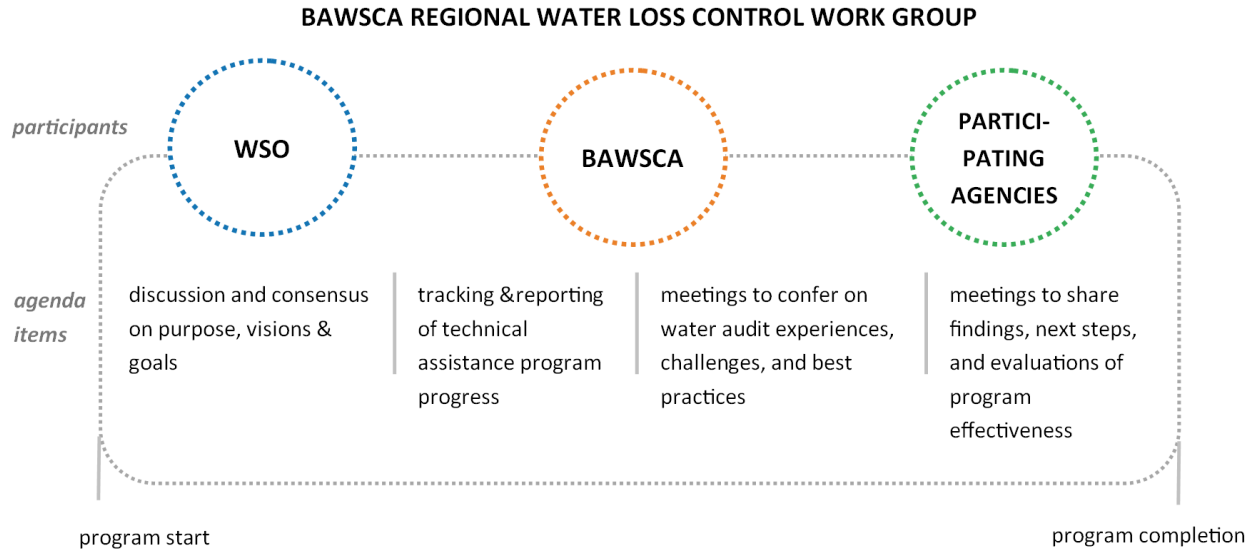 BAWSCA REGIONAL WATER LOSS CONTROL WORK GROUP
participants
WSO
BAWSCA
PARTICI-
PATING
AGENCIES
agenda
items
discussion and consensus
on purpose, visions &
goals
tracking &reporting
of technical
assistance program
progress
meetings to confer on
water audit experiences,
challenges, and best
practices
meetings to share
findings, next steps,
and evaluations of
program
effectiveness
program start
program completion